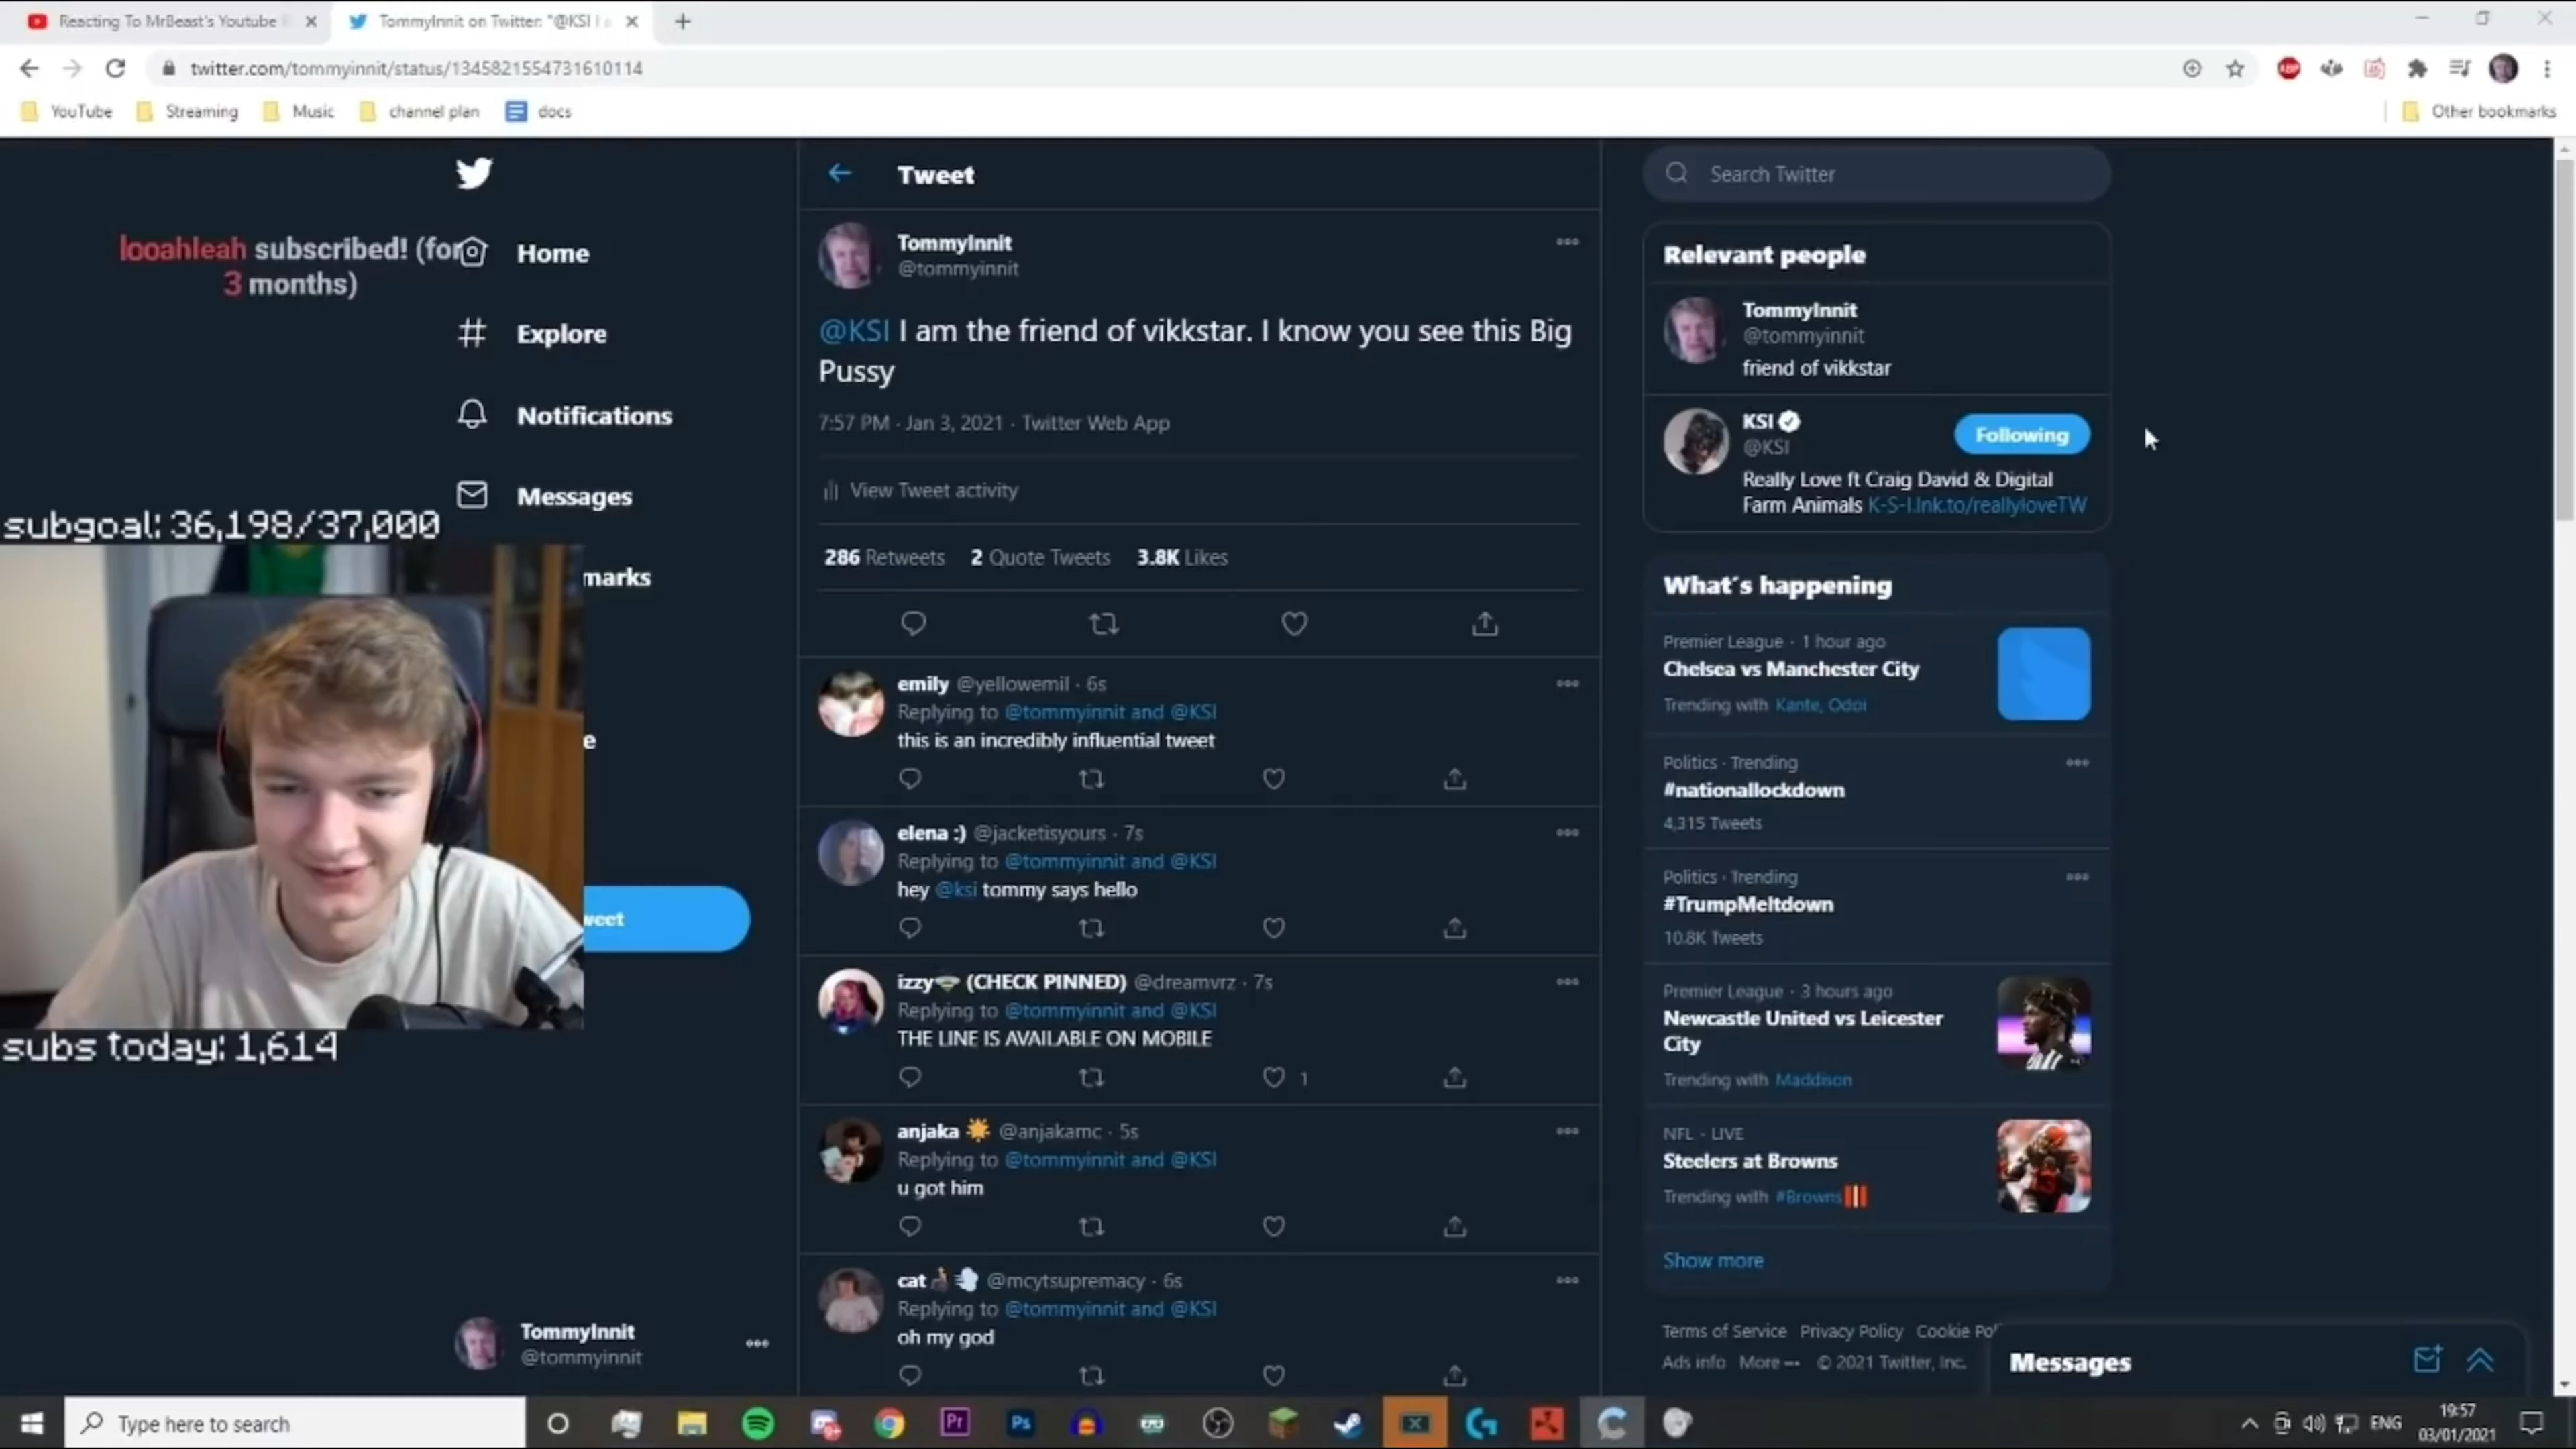 Reacting To MrBeast's Youtube
TommyInnit on Twitter: "@KSI I a
twitter.com/tommyinnit/status/1345821554731610114
YouTube
Streaming
Music
channel plan
docs
Other bookmarks
looahleah subscribed! (for
3 months)
subgoal: 36,198/37,000
subs today: 1,614
Home
Explore
Notifications
Messages
marks
e
weet
TommyInnit
@tommyinnit
Tweet
TommyInnit
@tommyinnit
@KSI I am the friend of vikkstar. I know you see this Big
Pussy
7:57 PM · Jan 3, 2021 · Twitter Web App
View Tweet activity
286 Retweets 2 Quote Tweets 3.8K Likes
emily @yellowemil · 6s
Replying to @tommyinnit and @KSI
this is an incredibly influential tweet
elena :) @jacketisyours · 7s
Replying to @tommyinnit and @KSI
hey @ksi tommy says hello
izzy (CHECK PINNED) @dreamvrz · 7s
Replying to @tommyinnit and @KSI
THE LINE IS AVAILABLE ON MOBILE
1
anjaka @anjakamc · 5s
Replying to @tommyinnit and @KSI
u got him
cat @mcytsupremacy · 6s
Replying to @tommyinnit and @KSI
oh my god
Search Twitter
Relevant people
TommyInnit
@tommyinnit
friend of vikkstar
KSI
@KSI
Following
Really Love ft Craig David & Digital
Farm Animals K-S-I.lnk.to/reallyloveTW
What's happening
Premier League · 1 hour ago
Chelsea vs Manchester City
Trending with Kante, Odoi
Politics · Trending
#nationallockdown
4,315 Tweets
Politics · Trending
#TrumpMeltdown
10.8K Tweets
Premier League · 3 hours ago
Newcastle United vs Leicester
City
Trending with Maddison
NFL · LIVE
Steelers at Browns
Trending with #Browns
Show more
Terms of Service Privacy Policy Cookie Pol
Ads info More ··· © 2021 Twitter, Inc.
Messages
Type here to search
Pr
Ps
ENG
19:57
03/01/2021